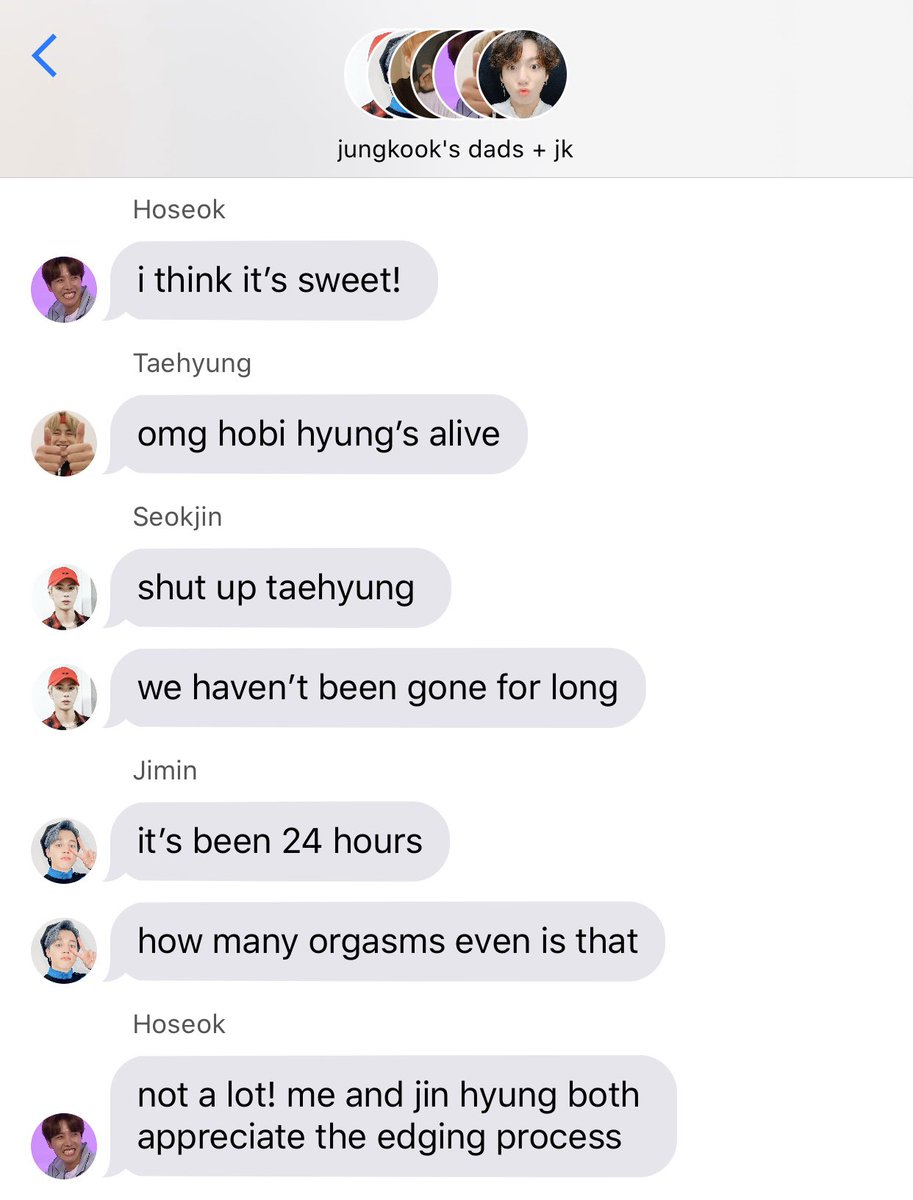 jungkook's dads + jk
Hoseok
i think it’s sweet!
Taehyung
omg hobi hyung’s alive
Seokjin
shut up taehyung
we haven’t been gone for long
Jimin
it’s been 24 hours
how many orgasms even is that
Hoseok
not a lot! me and jin hyung both
appreciate the edging process